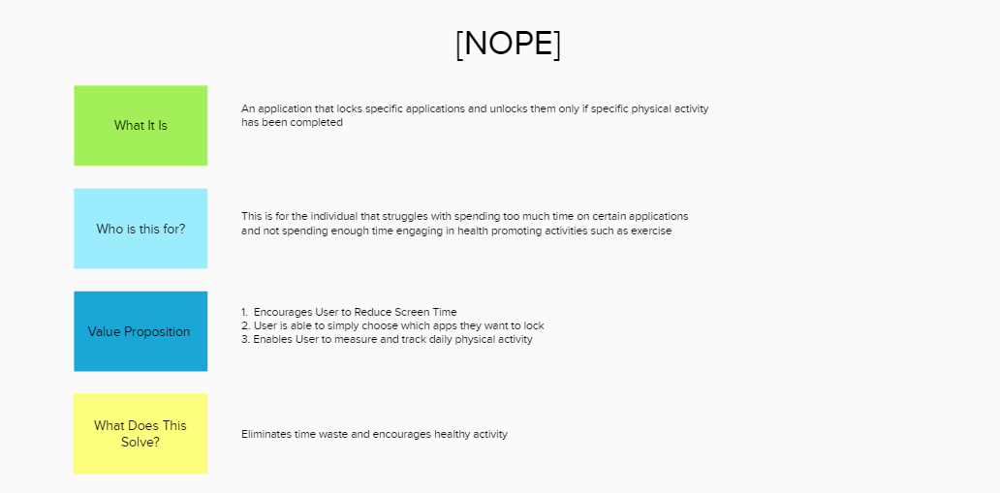 [NOPE]
What It Is
An application that locks specific applications and unlocks them only if specific physical activity
has been completed
Who is this for?
This is for the individual that struggles with spending too much time on certain applications
and not spending enough time engaging in health promoting activities such as exercise
Value Proposition
1. Encourages User to Reduce Screen Time
2. User is able to simply choose which apps they want to lock
3. Enables User to measure and track daily physical activity
What Does This
Solve?
Eliminates time waste and encourages healthy activity